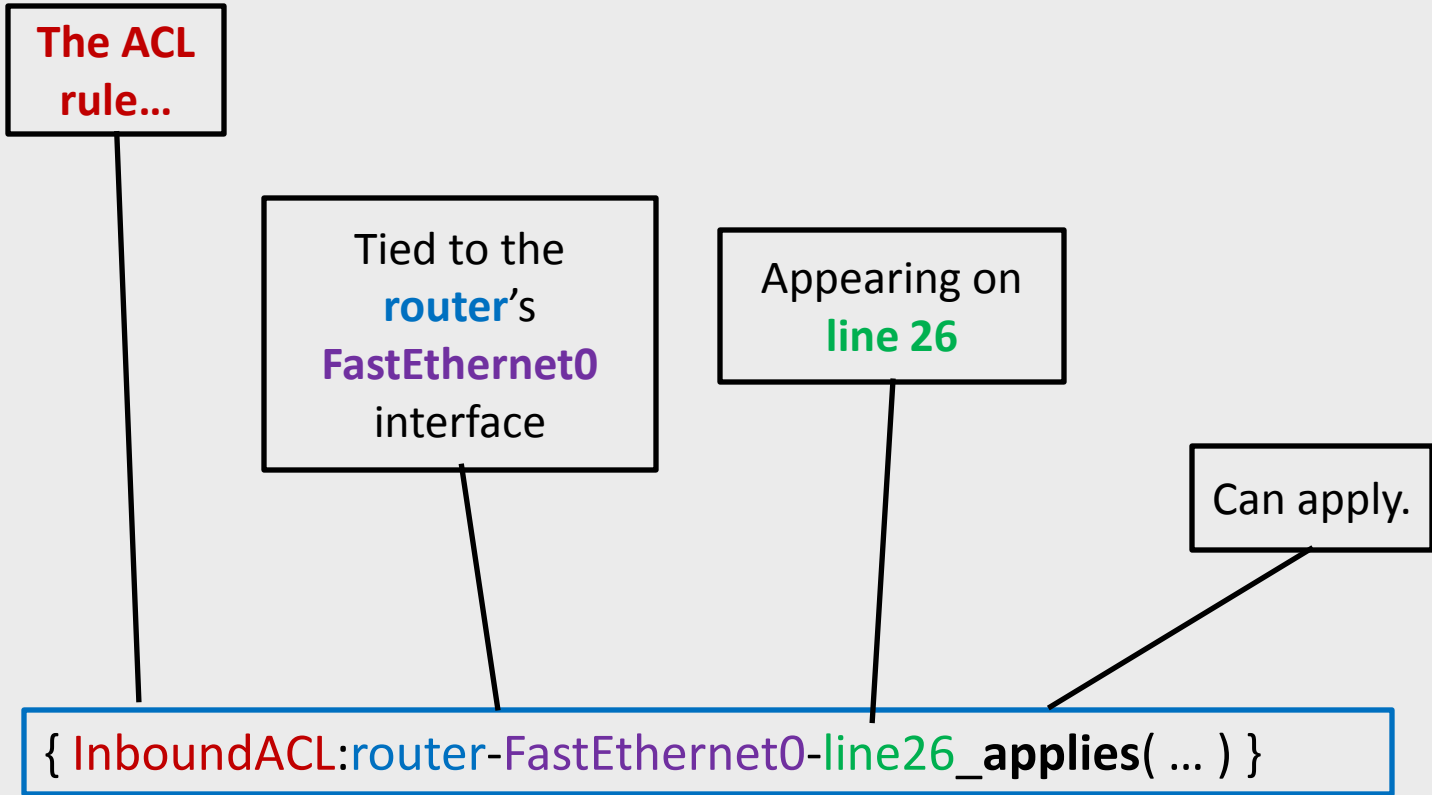 The ACL
rule…
Tied to the
router’s
FastEthernet0
interface
Appearing on
line 26
Can apply.
{ InboundACL:router-FastEthernet0-line26_applies( … ) }